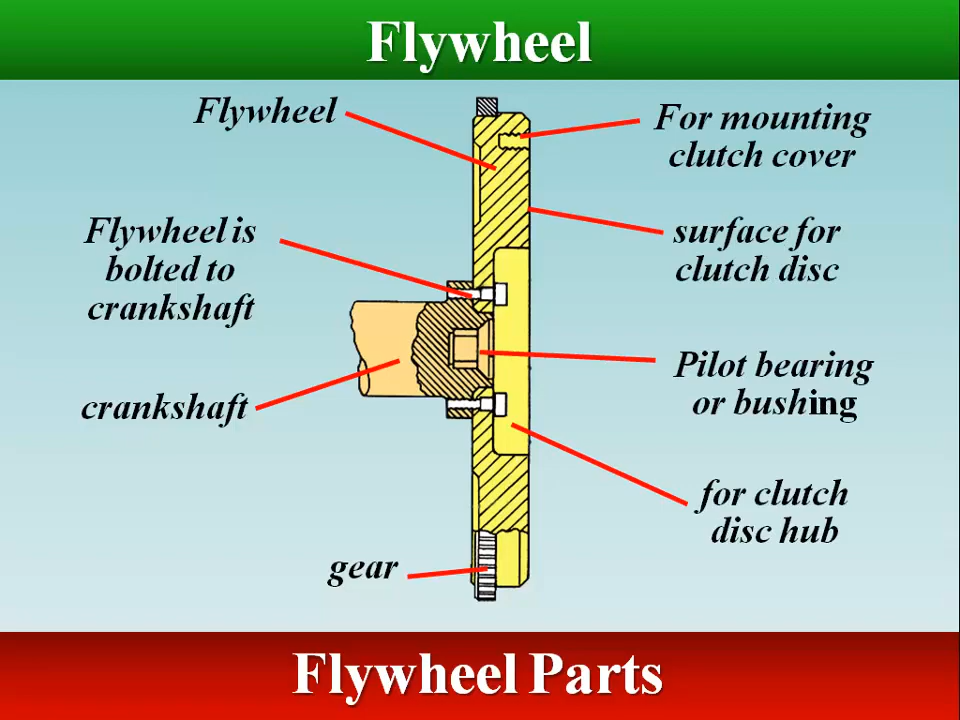 Flywheel
Flywheel
For mounting
clutch cover
Flywheel is
bolted to
crankshaft
surface for
clutch disc
Pilot bearing
or bushing
crankshaft
for clutch
disc hub
gear
Flywheel Parts